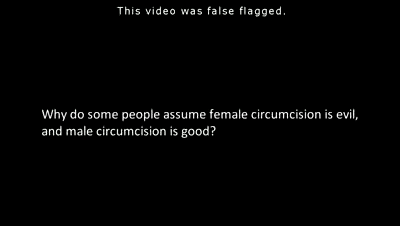 This video was false flagged.
Why do some people assume female circumcision is evil,
and male circumcision is good?